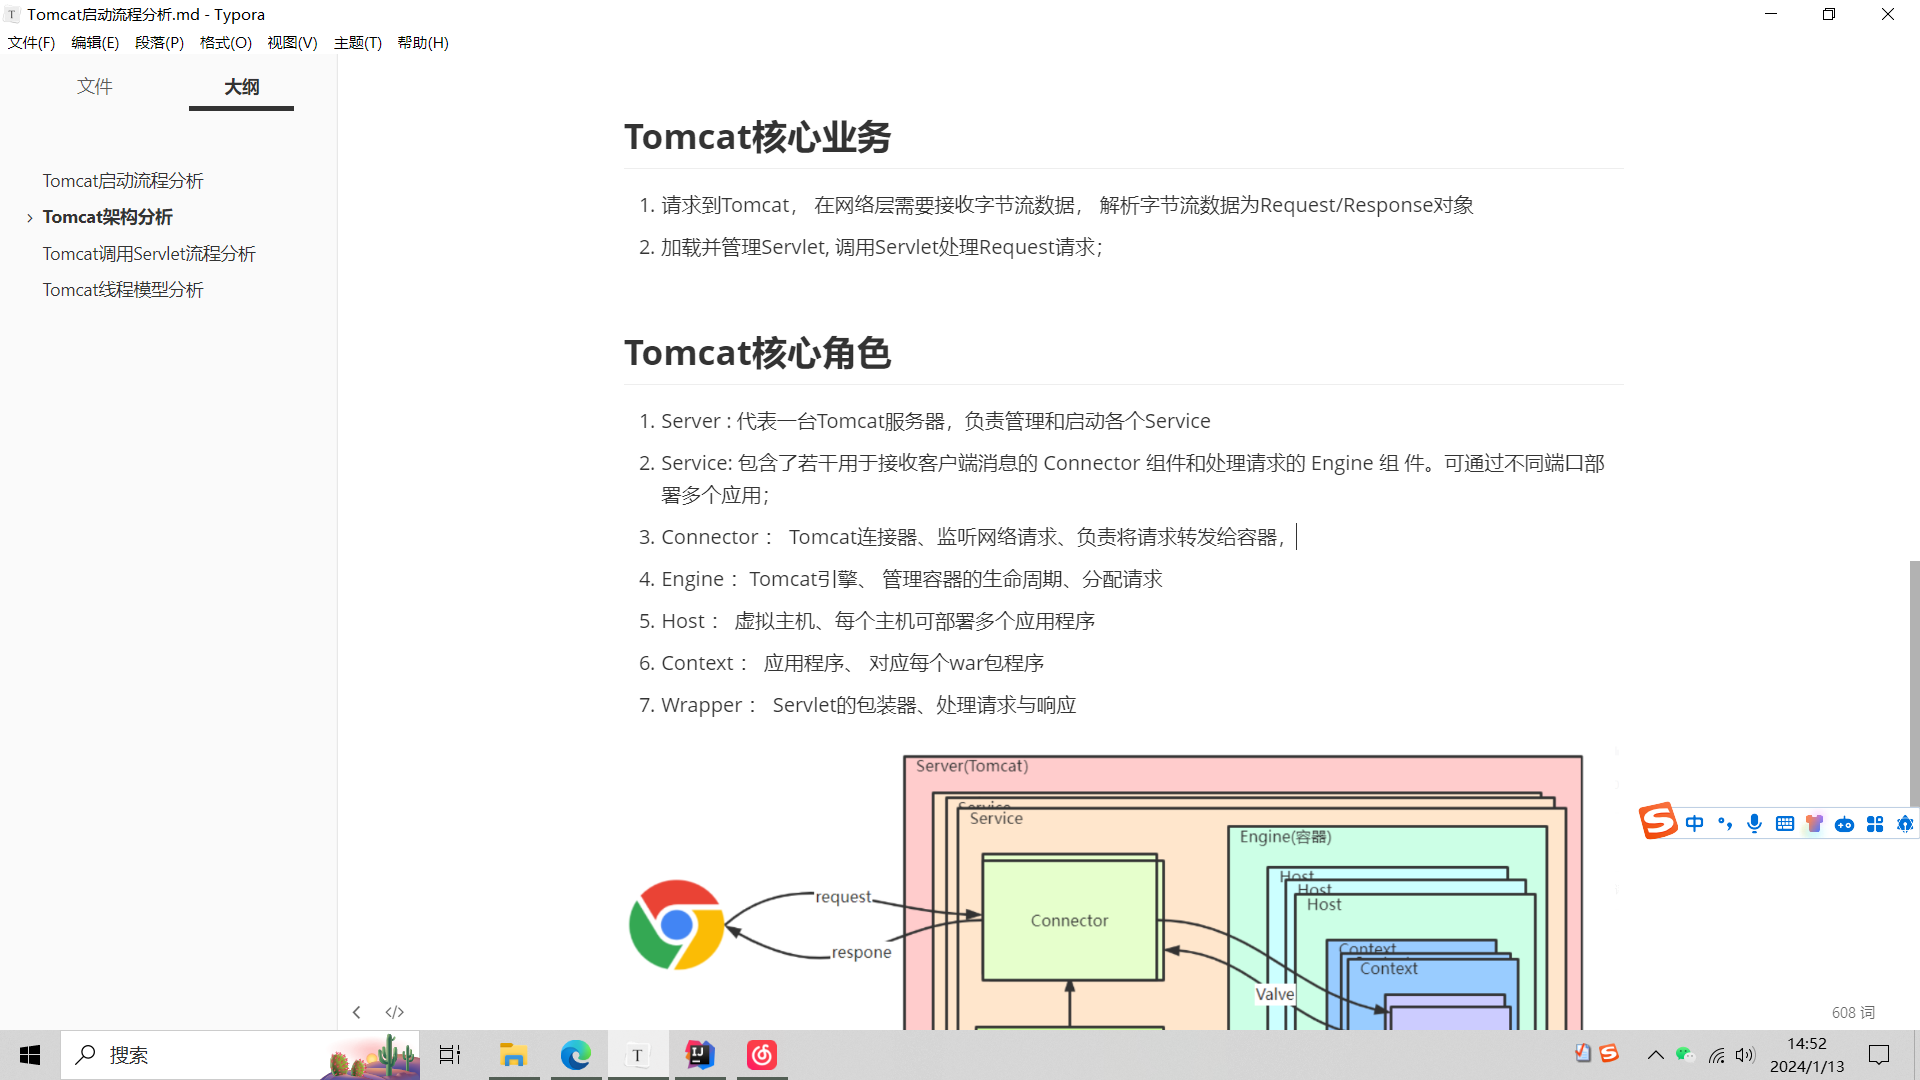 Tomcat启动流程分析.md - Typora
文件(F) 编辑(E) 段落(P) 格式(O) 视图(V) 主题(T) 帮助(H)
文件 大纲
Tomcat启动流程分析
Tomcat架构分析
Tomcat调用Servlet流程分析
Tomcat线程模型分析
Tomcat核心业务
1. 请求到Tomcat， 在网络层需要接收字节流数据， 解析字节流数据为Request/Response对象
2. 加载并管理Servlet, 调用Servlet处理Request请求；
Tomcat核心角色
1. Server : 代表一台Tomcat服务器，负责管理和启动各个Service
2. Service: 包含了若干用于接收客户端消息的 Connector 组件和处理请求的 Engine 组 件。可通过不同端口部
署多个应用；
3. Connector： Tomcat连接器、监听网络请求、负责将请求转发给容器，
4. Engine：Tomcat引擎、 管理容器的生命周期、分配请求
5. Host： 虚拟主机、每个主机可部署多个应用程序
6. Context： 应用程序、 对应每个war包程序
7. Wrapper： Servlet的包装器、处理请求与响应
Server(Tomcat)
Service
Service
Engine(容器)
Host
Host
Host
request
Connector
respone
Context
Context
Valve
中
</>
608 词
搜索
14:52
2024/1/13